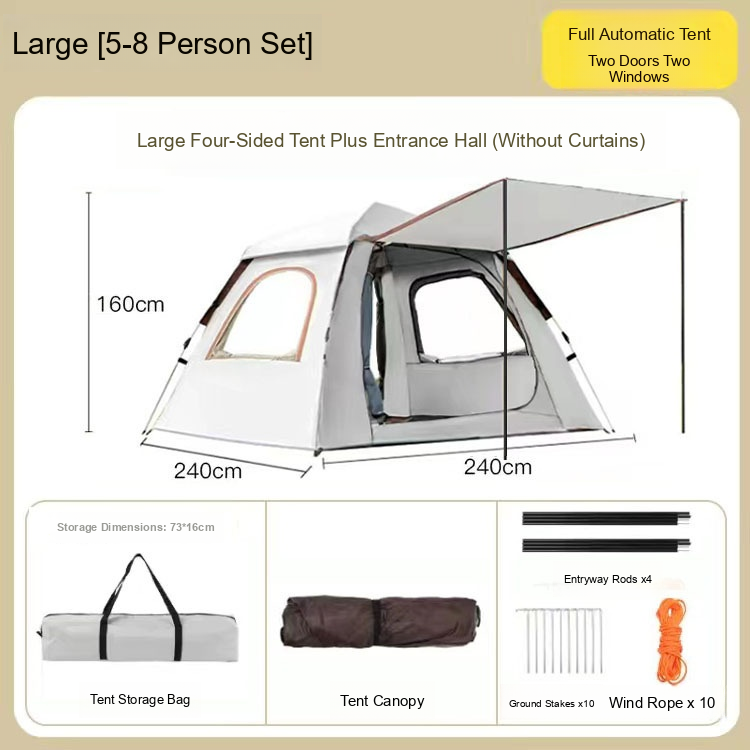 Large [5-8 Person Set]
Full Automatic Tent
Two Doors Two
Windows
Large Four-Sided Tent Plus Entrance Hall (Without Curtains)
160cm
240cm
240cm
Storage Dimensions: 73*16cm
Tent Storage Bag
Tent Canopy
Entryway Rods x4
Ground Stakes x10
Wind Rope x 10